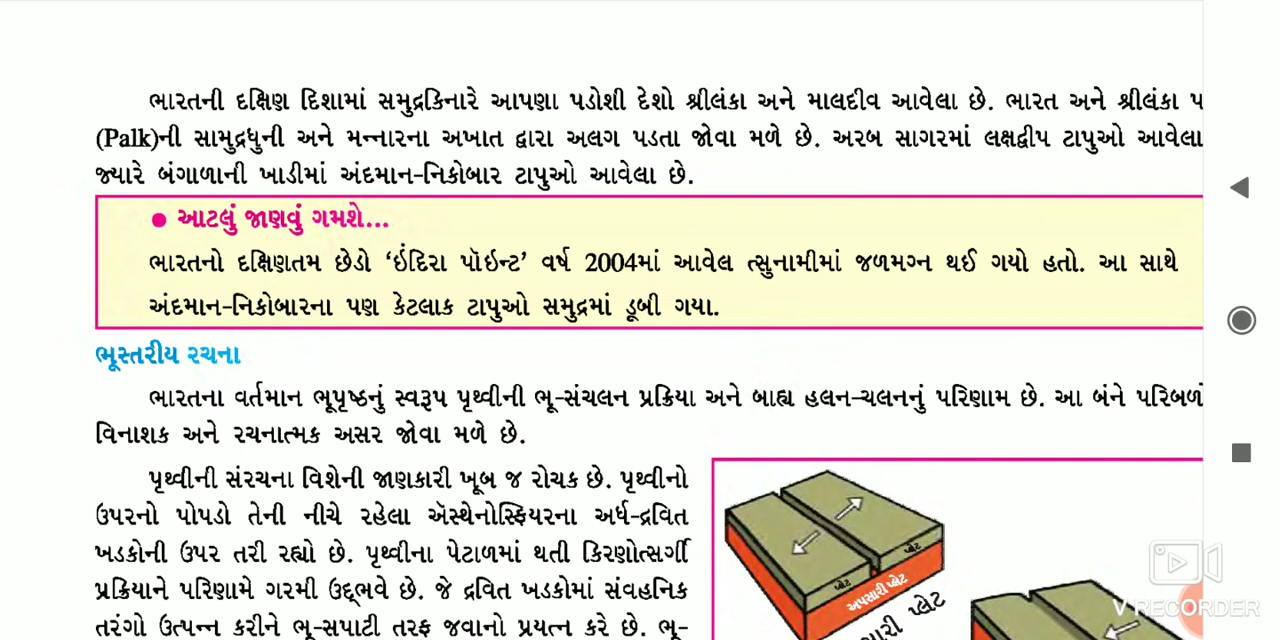 ભારતની દક્ષિણ દિશામાં સમુદ્રકિનારે આપણા પડોશી દેશો શ્રીલંકા અને માલદીવ આવેલા છે. ભારત અને શ્રીલંકા
(Palk)ની સામુદ્રધુની અને મન્નારના અખાત દ્વારા અલગ પડતા જોવા મળે છે. અરબ સાગરમાં લક્ષદ્વીપ ટાપુઓ આવેલા
જ્યારે બંગાળાની ખાડીમાં અંદમાન-નિકોબાર ટાપુઓ આવેલા છે.
● આટલું જાણવું ગમશે...
ભારતનો દક્ષિણતમ છેડો ‘ઇંદિરા પૉઇન્ટ’ વર્ષ 2004માં આવેલ ત્સુનામીમાં જળમગ્ન થઈ ગયો હતો. આ સાથે
અંદમાન-નિકોબારના પણ કેટલાક ટાપુઓ સમુદ્રમાં ડૂબી ગયા.
ભૂસ્તરીય રચના
ભારતના વર્તમાન ભૂપૃષ્ઠનું સ્વરૂપ પૃથ્વીની ભૂ-સંચલન પ્રક્રિયા અને બાહ્ય હલન-ચલનનું પરિણામ છે. આ બંને પરિબળો
વિનાશક અને રચનાત્મક અસર જોવા મળે છે.
પૃથ્વીની સંરચના વિશેની જાણકારી ખૂબ જ રોચક છે. પૃથ્વીનો
ઉપરનો પોપડો તેની નીચે રહેલા ઍસ્થેનોસ્ફિયરના અર્ધ-દ્રવિત
ખડકોની ઉપર તરી રહ્યો છે. પૃથ્વીના પેટાળમાં થતી કિરણોત્સર્ગી
પ્રક્રિયાને પરિણામે ગરમી ઉદ્ભવે છે. જે દ્રવિત ખડકોમાં સંવહનિક
તરંગો ઉત્પન્ન કરીને ભૂ-સપાટી તરફ જવાનો પ્રયત્ન કરે છે. ભૂ-
પ્લેટ
પ્લેટ
અપસારી પ્લેટ
પ્લેટ
V RECORDER